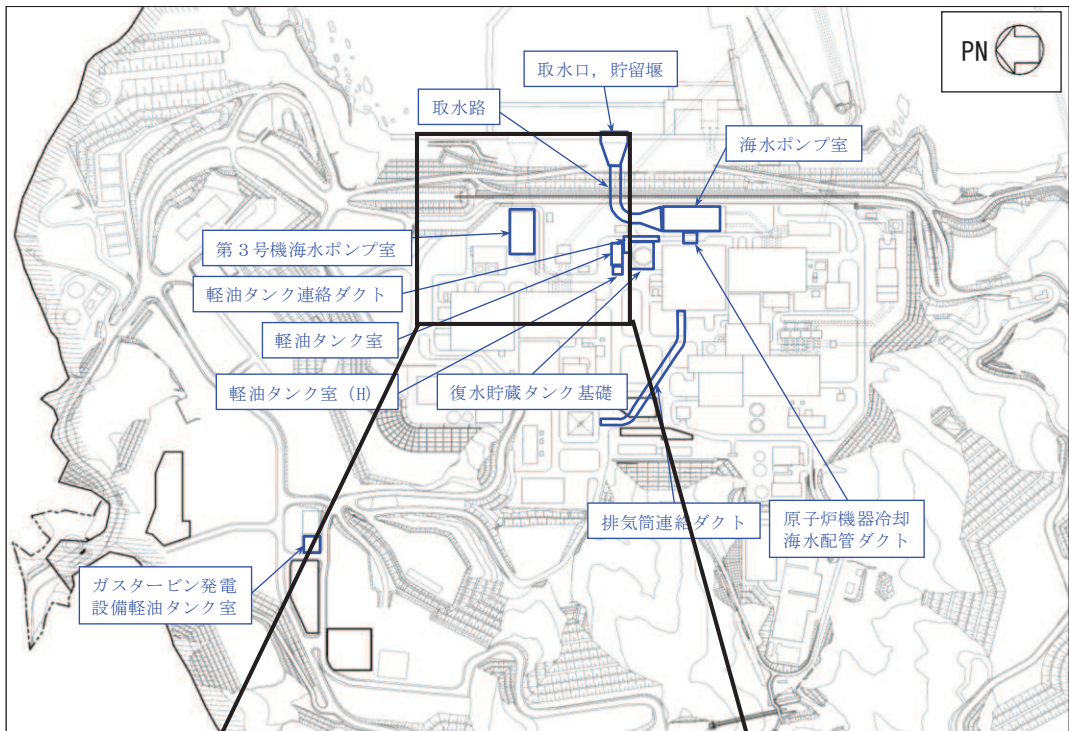 PN
取水口，貯留堰
取水路
海水ポンプ室
第３号機海水ポンプ室
軽油タンク連絡ダクト
軽油タンク室
軽油タンク室（H）
復水貯蔵タンク基礎
排気筒連絡ダクト
原子炉機器冷却
海水配管ダクト
ガスタービン発電
設備軽油タンク室